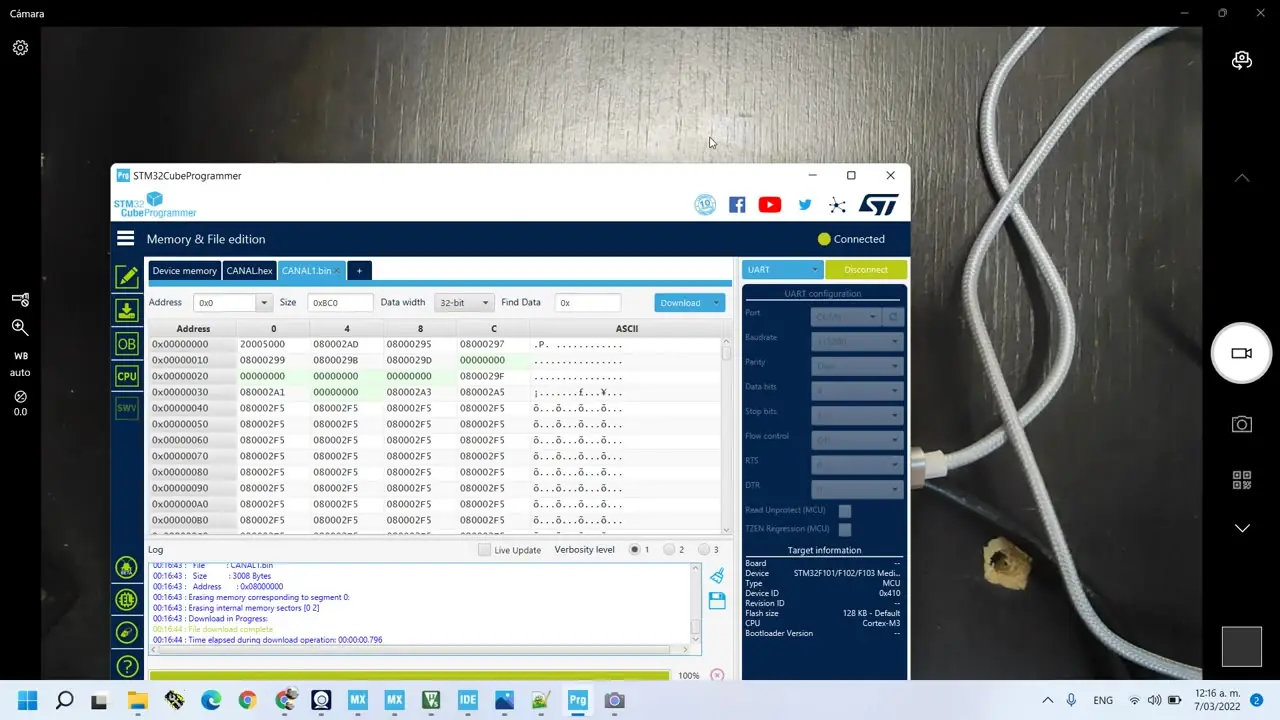 Cámara
STM32CubeProgrammer
STM32
CubeProgrammer
Memory & File edition
Connected
Device memory
CANAL.hex
CANAL1.bin
+
UART
Disconnect
Address
0x0
Size
0xBC0
Data width
32-bit
Find Data
0x
Download
Address 0 4 8 C ASCII
0x00000000 20005000 080002AD 08000295 08000297 .P. ............
0x00000010 08000299 0800029B 0800029D 00000000 ................
0x00000020 00000000 00000000 00000000 0800029F ................
0x00000030 080002A1 00000000 080002A3 080002A5 ¡.......£...¥...
0x00000040 080002F5 080002F5 080002F5 080002F5 õ...õ...õ...õ...
0x00000050 080002F5 080002F5 080002F5 080002F5 õ...õ...õ...õ...
0x00000060 080002F5 080002F5 080002F5 080002F5 õ...õ...õ...õ...
0x00000070 080002F5 080002F5 080002F5 080002F5 õ...õ...õ...õ...
0x00000080 080002F5 080002F5 080002F5 080002F5 õ...õ...õ...õ...
0x00000090 080002F5 080002F5 080002F5 080002F5 õ...õ...õ...õ...
0x000000A0 080002F5 080002F5 080002F5 080002F5 õ...õ...õ...õ...
0x000000B0 080002F5 080002F5 080002F5 080002F5 õ...õ...õ...õ...
OB
CPU
SWV
UART configuration
Port
Baudrate
Parity
Data bits
Stop bits
Flow control
RTS
DTR
Read Unprotect (MCU)
TZEN Regression (MCU)
Log
Live Update
Verbosity level
1
2
3
00:16:43 : File : CANAL1.bin
00:16:43 : Size : 3008 Bytes
00:16:43 : Address : 0x08000000
00:16:43 : Erasing memory corresponding to segment 0:
00:16:43 : Erasing internal memory sectors [0 2]
00:16:43 : Download in Progress:
00:16:44 : File download complete
00:16:44 : Time elapsed during download operation: 00:00:00.796
100%
Target information
Board --
Device STM32F101/F102/F103 Medi...
Type MCU
Device ID 0x410
Revision ID --
Flash size 128 KB - Default
CPU Cortex-M3
Bootloader Version --
WB
auto
0.0
MX
MX
IDE
Prg
ENG
12:16 a. m.
7/03/2022
2